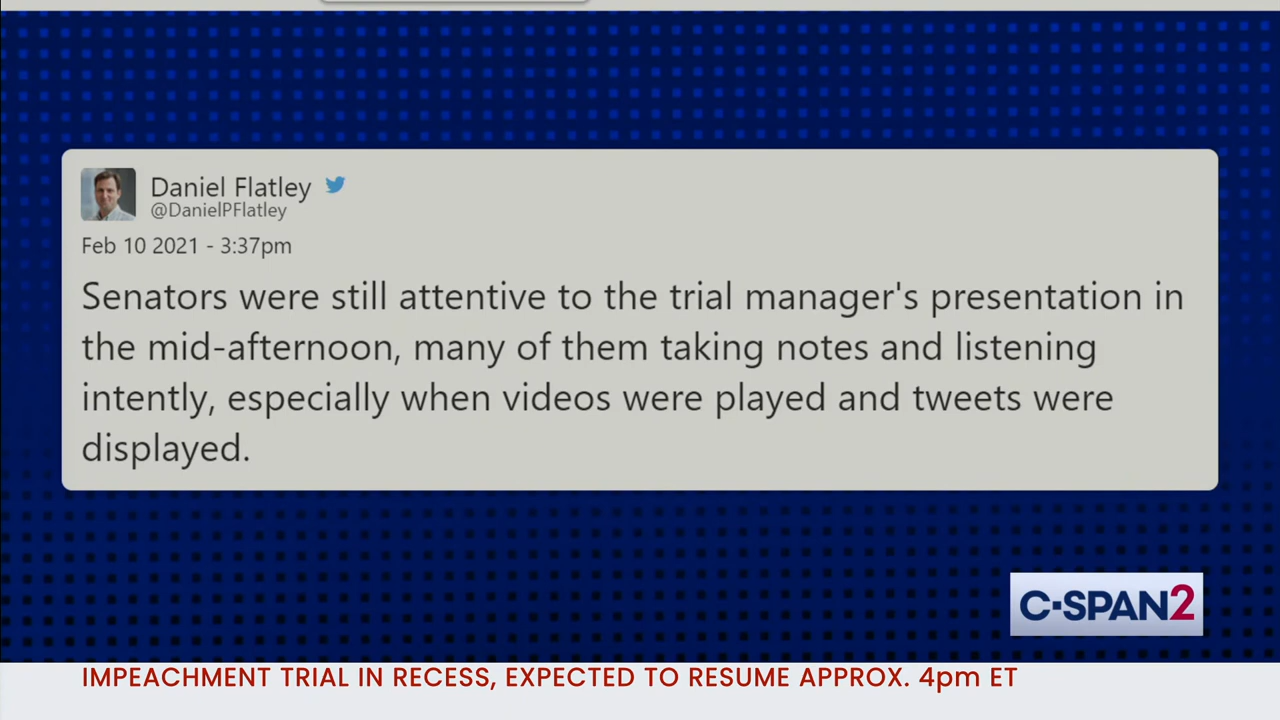 Daniel Flatley
@DanielPFlatley
Feb 10 2021 - 3:37pm
Senators were still attentive to the trial manager's presentation in
the mid-afternoon, many of them taking notes and listening
intently, especially when videos were played and tweets were
displayed.
C-SPAN2
IMPEACHMENT TRIAL IN RECESS, EXPECTED TO RESUME APPROX. 4pm ET